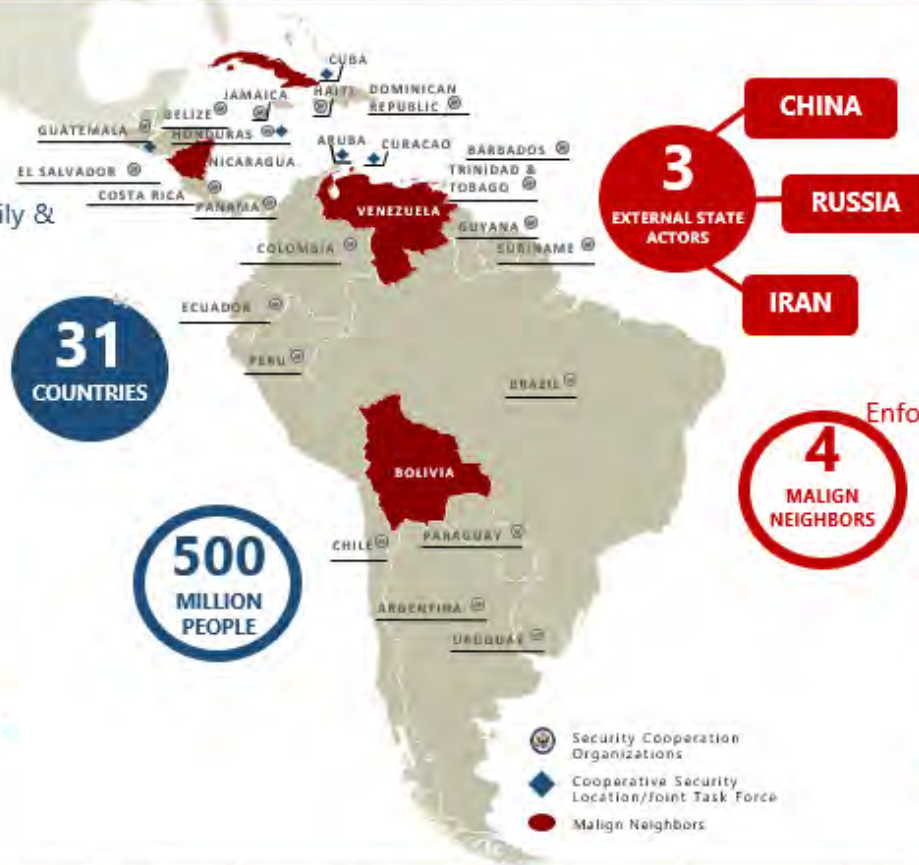 CUBA
JAMAICA
HAITI
DOMINICAN
REPUBLIC
BELIZE
GUATEMALA
HONDURAS
NICARAGUA
EL SALVADOR
COSTA RICA
PANAMA
ARUBA
CURACAO
BARBADOS
TRINIDAD &
TOBAGO
VENEZUELA
GUYANA
SURINAME
COLOMBIA
ily &
ECUADOR
PERU
BRAZIL
BOLIVIA
CHILE
PARAGUAY
ARGENTINA
URUGUAY
3
EXTERNAL STATE
ACTORS
CHINA
RUSSIA
IRAN
31
COUNTRIES
Enfo
4
MALIGN
NEIGHBORS
500
MILLION
PEOPLE
Security Cooperation
Organizations
Cooperative Security
Location/Joint Task Force
Malign Neighbors